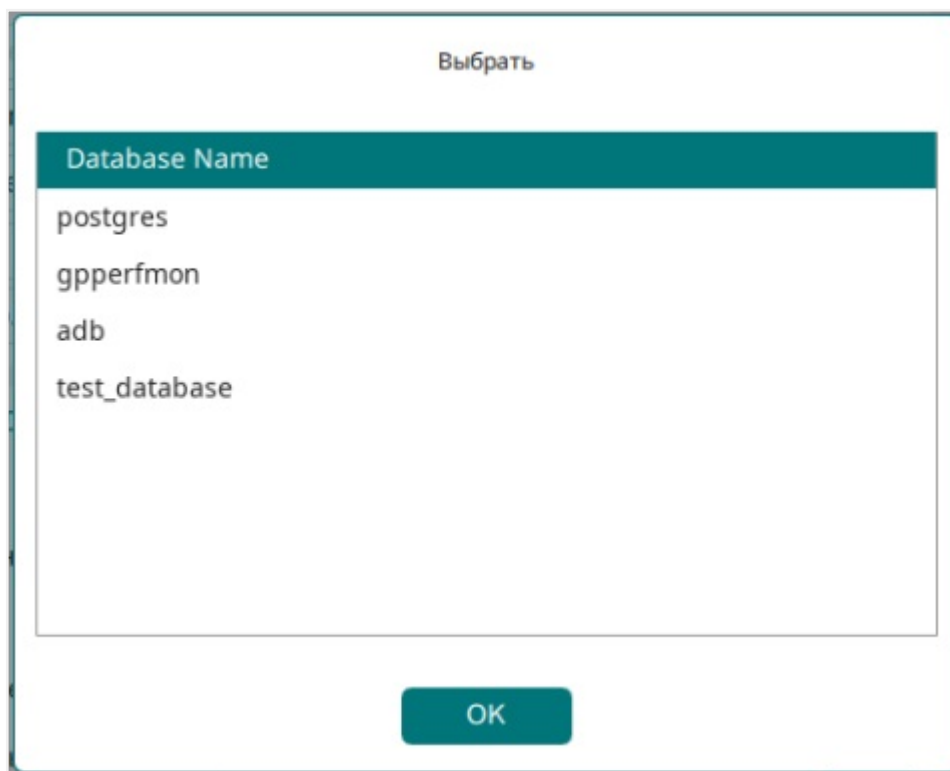 Выбрать
Database Name
postgres
gpperfmon
adb
test_database
OK